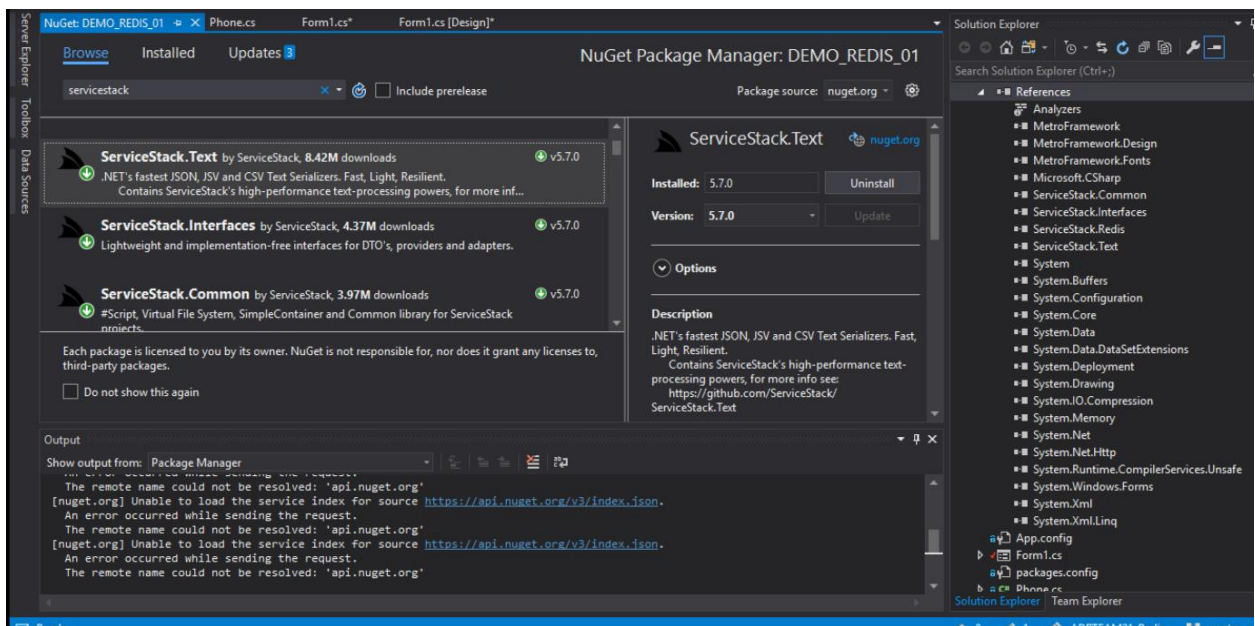 NuGet: DEMO_REDIS_01
Phone.cs
Form1.cs*
Form1.cs [Design]*
Server Explorer
Toolbox
Data Sources
Browse
Installed
Updates 3
NuGet Package Manager: DEMO_REDIS_01
servicestack
Include prerelease
Package source: nuget.org
ServiceStack.Text by ServiceStack, 8.42M downloads
v5.7.0
.NET's fastest JSON, JSV and CSV Text Serializers. Fast, Light, Resilient.
Contains ServiceStack's high-performance text-processing powers, for more inf...
ServiceStack.Interfaces by ServiceStack, 4.37M downloads
v5.7.0
Lightweight and implementation-free interfaces for DTO's, providers and adapters.
ServiceStack.Common by ServiceStack, 3.97M downloads
v5.7.0
#Script, Virtual File System, SimpleContainer and Common library for ServiceStack
projects.
Each package is licensed to you by its owner. NuGet is not responsible for, nor does it grant any licenses to,
third-party packages.
Do not show this again
ServiceStack.Text
nuget.org
Installed: 5.7.0
Uninstall
Version: 5.7.0
Update
Options
Description
.NET's fastest JSON, JSV and CSV Text Serializers. Fast,
Light, Resilient.
Contains ServiceStack's high-performance text-
processing powers, for more info see:
https://github.com/ServiceStack/
ServiceStack.Text
Output
Show output from: Package Manager
An error occurred while sending the request.
The remote name could not be resolved: 'api.nuget.org'
[nuget.org] Unable to load the service index for source https://api.nuget.org/v3/index.json.
An error occurred while sending the request.
The remote name could not be resolved: 'api.nuget.org'
[nuget.org] Unable to load the service index for source https://api.nuget.org/v3/index.json.
An error occurred while sending the request.
The remote name could not be resolved: 'api.nuget.org'
Solution Explorer
Search Solution Explorer (Ctrl+;)
References
Analyzers
MetroFramework
MetroFramework.Design
MetroFramework.Fonts
Microsoft.CSharp
ServiceStack.Common
ServiceStack.Interfaces
ServiceStack.Redis
ServiceStack.Text
System
System.Buffers
System.Configuration
System.Core
System.Data
System.Data.DataSetExtensions
System.Deployment
System.Drawing
System.IO.Compression
System.Memory
System.Net
System.Net.Http
System.Runtime.CompilerServices.Unsafe
System.Windows.Forms
System.Xml
System.Xml.Linq
App.config
Form1.cs
packages.config
C# Phone.cs
Solution Explorer
Team Explorer